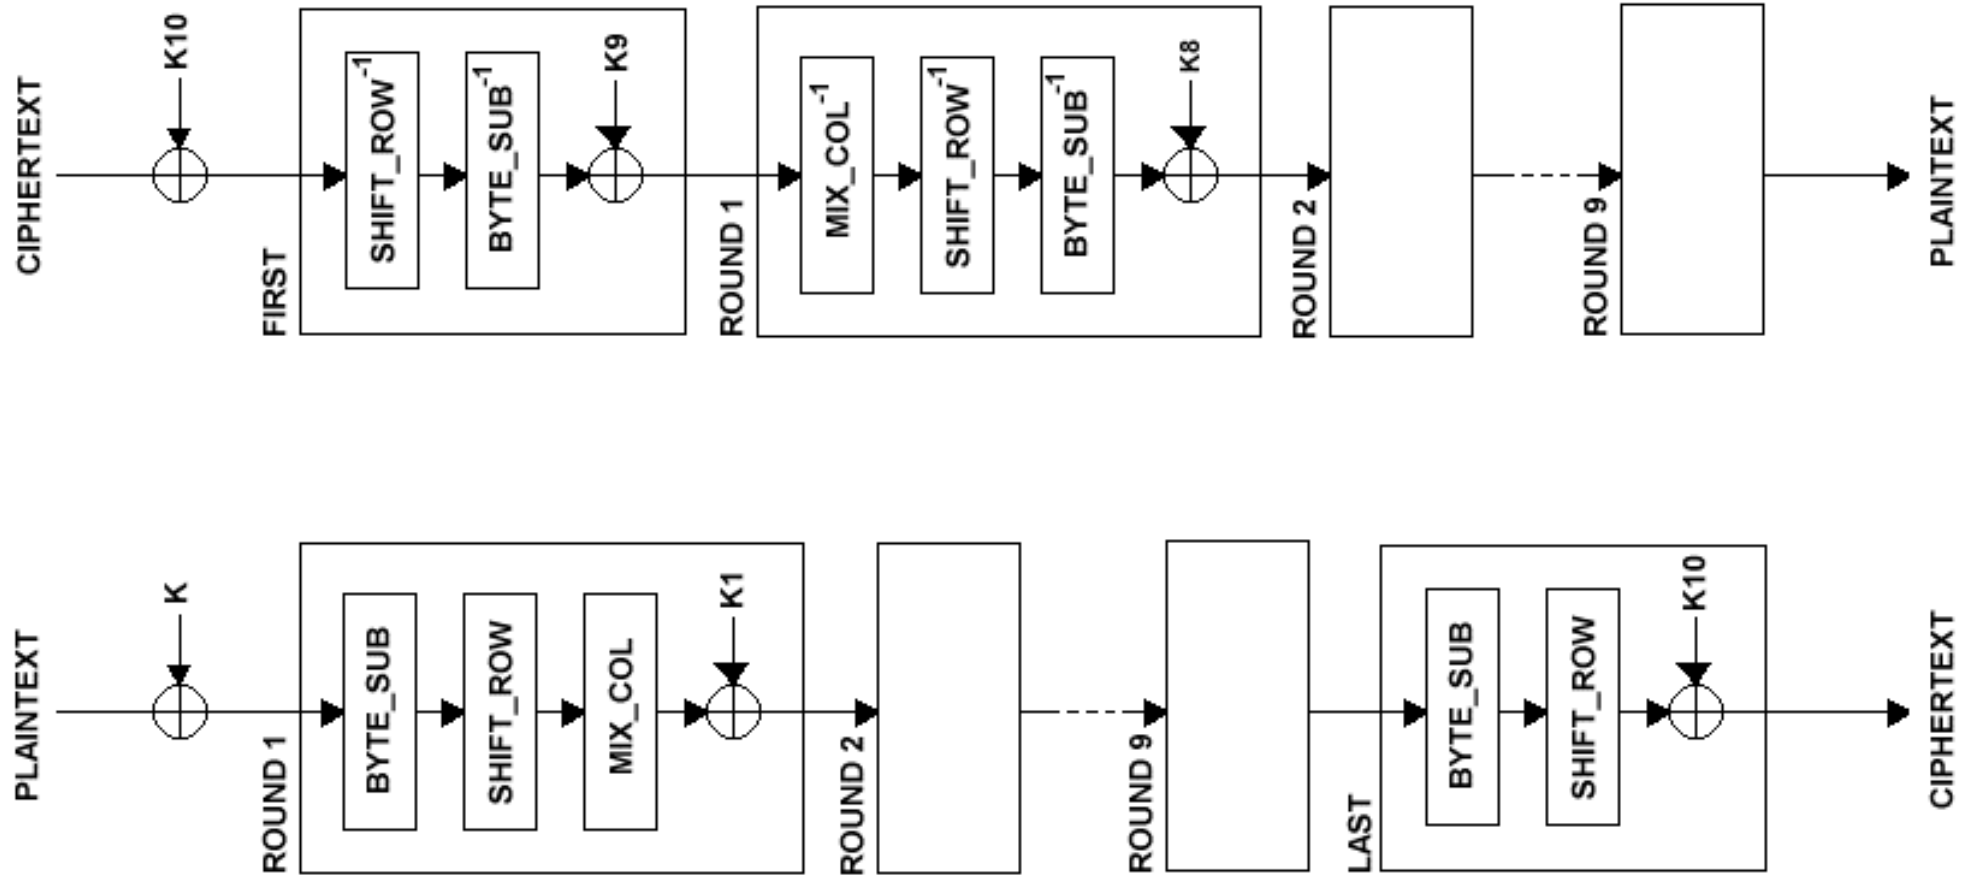 CIPHERTEXT
K10
FIRST
SHIFT_ROW-1
BYTE_SUB-1
K9
ROUND 1
MIX_COL-1
SHIFT_ROW-1
BYTE_SUB-1
K8
ROUND 2
ROUND 9
PLAINTEXT
PLAINTEXT
K
ROUND 1
BYTE_SUB
SHIFT_ROW
MIX_COL
K1
ROUND 2
ROUND 9
LAST
BYTE_SUB
SHIFT_ROW
K10
CIPHERTEXT